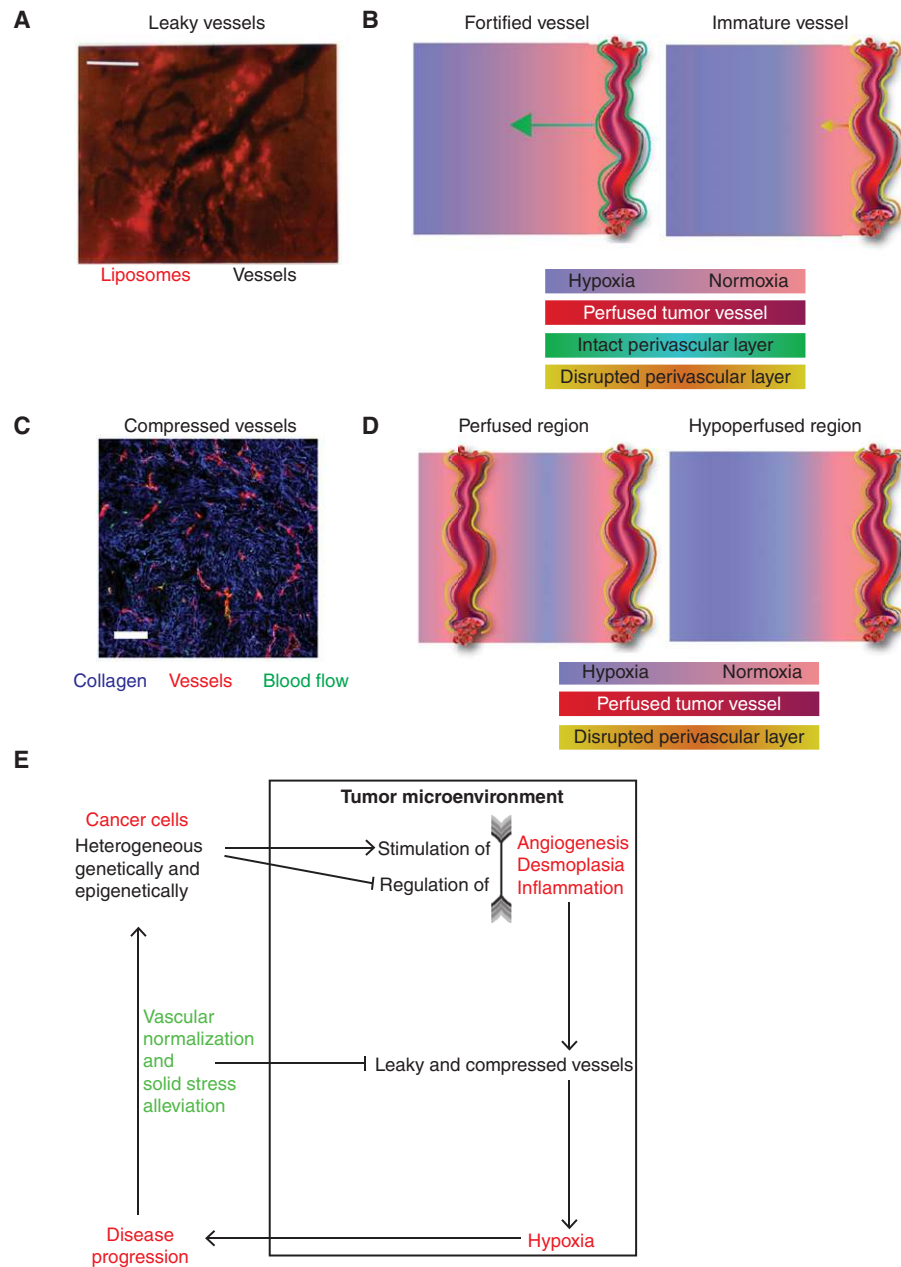 A
Leaky vessels
Liposomes Vessels
B
Fortified vessel Immature vessel
Hypoxia Normoxia
Perfused tumor vessel
Intact perivascular layer
Disrupted perivascular layer
C
Compressed vessels
Collagen Vessels Blood flow
D
Perfused region Hypoperfused region
Hypoxia Normoxia
Perfused tumor vessel
Disrupted perivascular layer
E
Tumor microenvironment
Cancer cells
Heterogeneous
genetically and
epigenetically
Stimulation of
Regulation of
Angiogenesis
Desmoplasia
Inflammation
Vascular
normalization
and
solid stress
alleviation
Leaky and compressed vessels
Disease
progression
Hypoxia